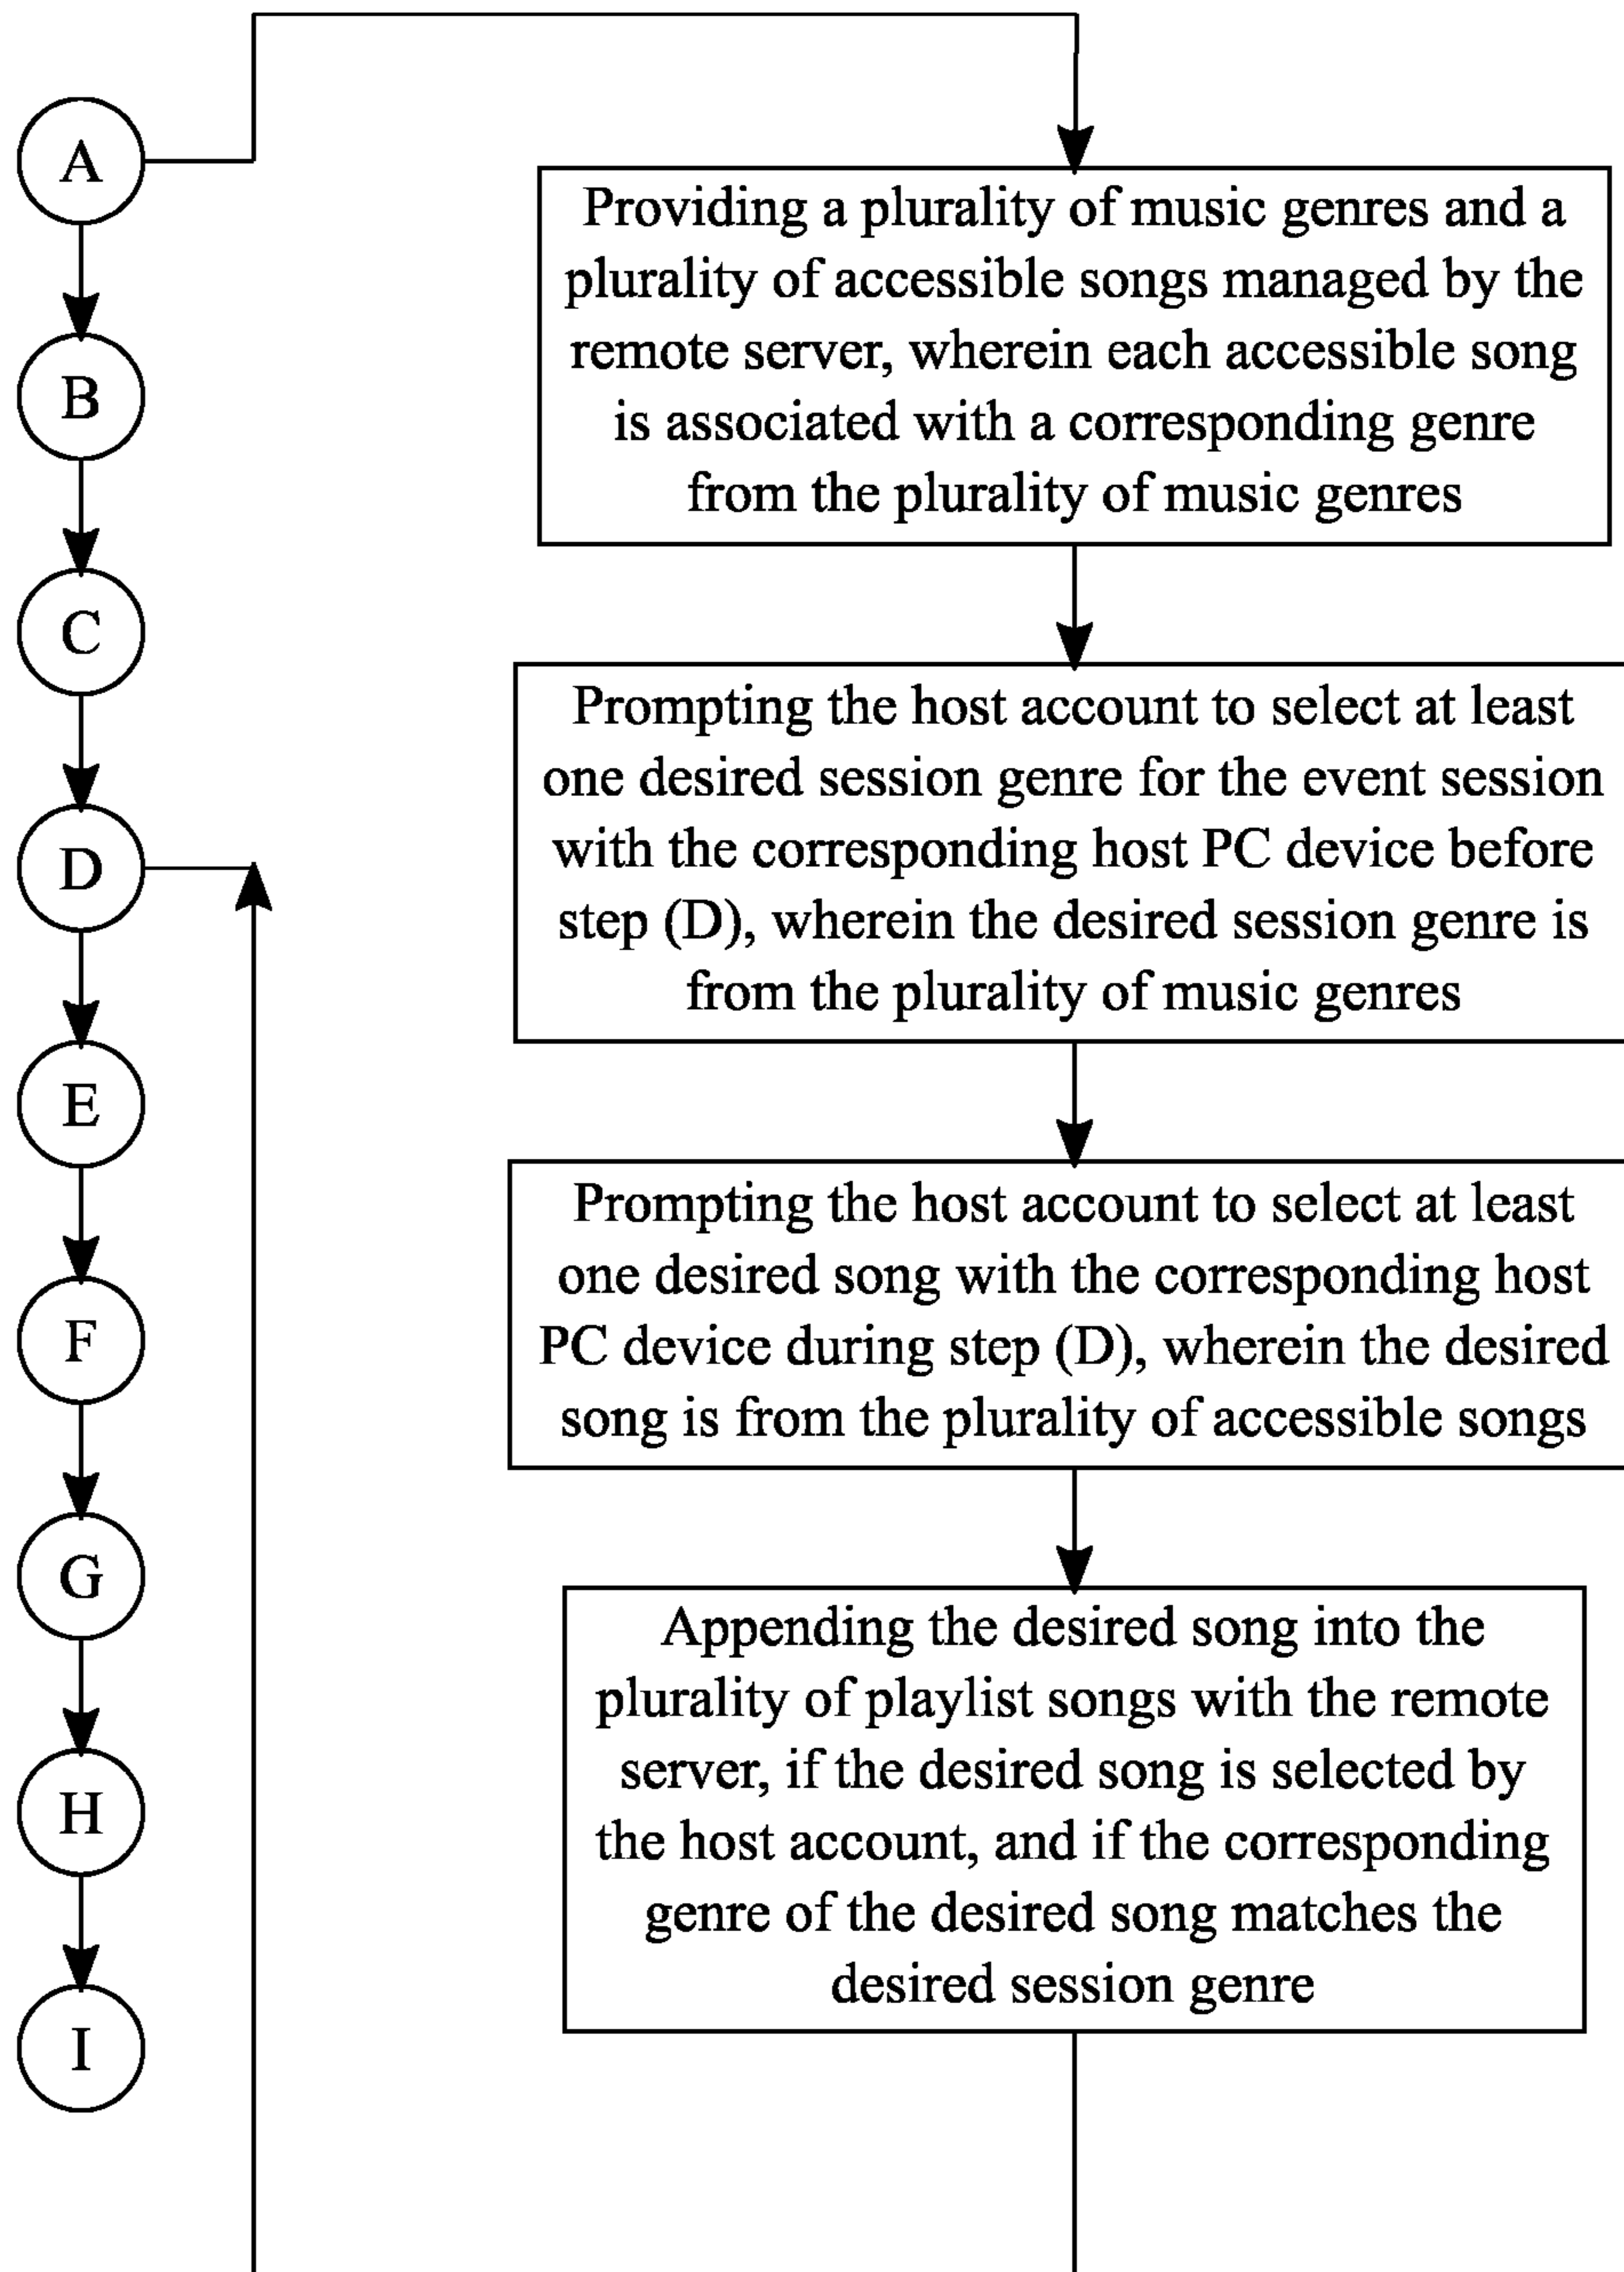 A
B
C
D
E
F
G
H
I
Providing a plurality of music genres and a
plurality of accessible songs managed by the
remote server, wherein each accessible song
is associated with a corresponding genre
from the plurality of music genres
Prompting the host account to select at least
one desired session genre for the event session
with the corresponding host PC device before
step (D), wherein the desired session genre is
from the plurality of music genres
Prompting the host account to select at least
one desired song with the corresponding host
PC device during step (D), wherein the desired
song is from the plurality of accessible songs
Appending the desired song into the
plurality of playlist songs with the remote
server, if the desired song is selected by
the host account, and if the corresponding
genre of the desired song matches the
desired session genre